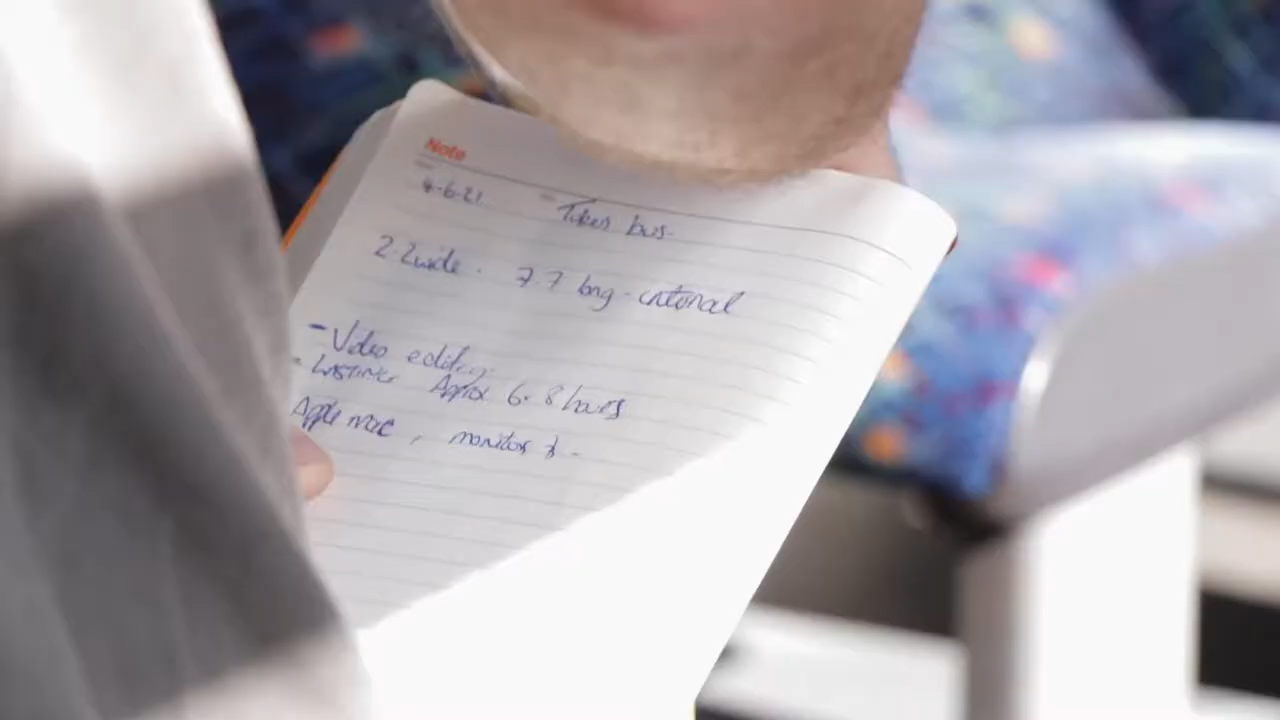 Note
4-6-21 bus
2.2 wide. 7.7 long - internal
- Video editing
- Approx 6-8 hours
Apple mac, monitor & -